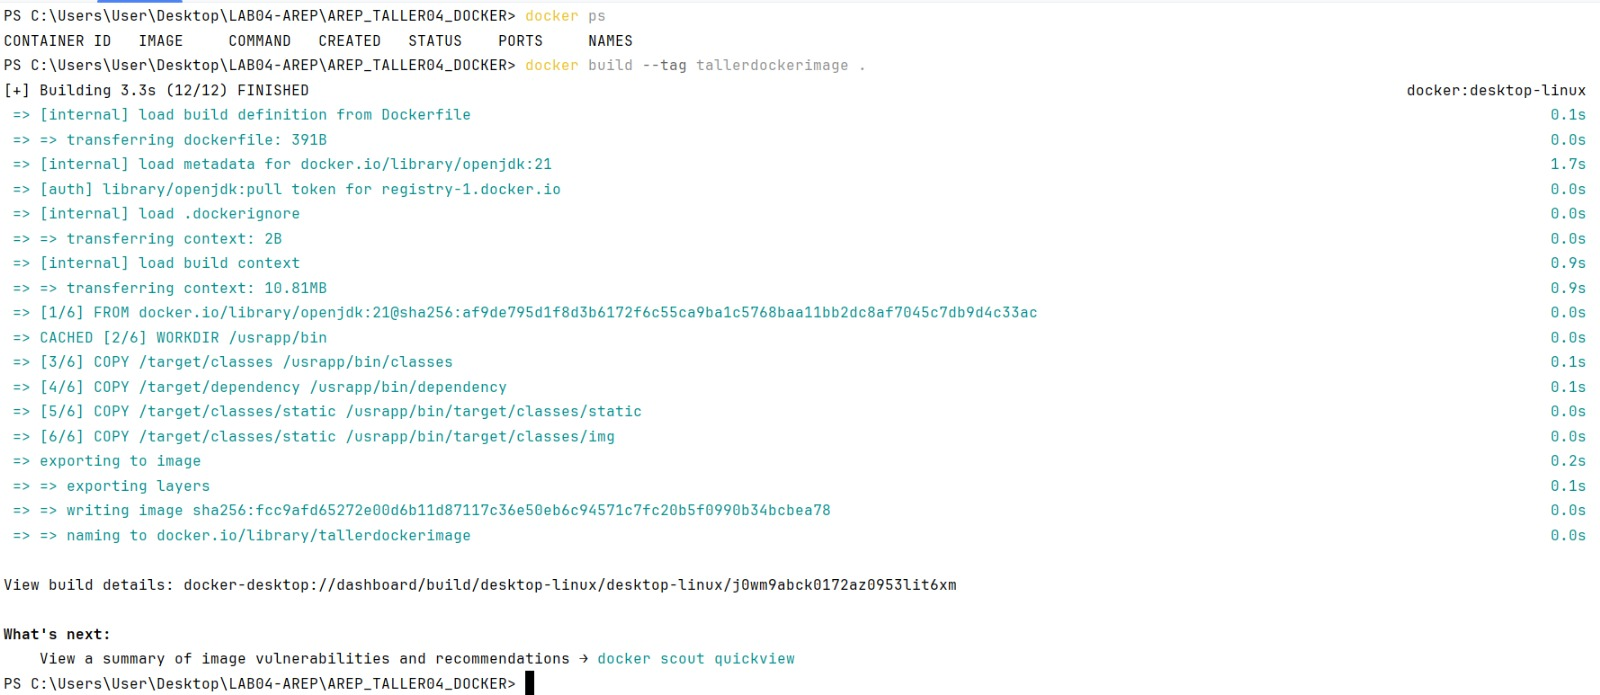 PS C:\Users\User\Desktop\LAB04-AREP\AREP_TALLER04_DOCKER> docker ps
CONTAINER ID   IMAGE     COMMAND   CREATED   STATUS    PORTS     NAMES
PS C:\Users\User\Desktop\LAB04-AREP\AREP_TALLER04_DOCKER> docker build --tag tallerdockerimage .
[+] Building 3.3s (12/12) FINISHED docker:desktop-linux
=> [internal] load build definition from Dockerfile 0.1s
=> => transferring dockerfile: 391B 0.0s
=> [internal] load metadata for docker.io/library/openjdk:21 1.7s
=> [auth] library/openjdk:pull token for registry-1.docker.io 0.0s
=> [internal] load .dockerignore 0.0s
=> => transferring context: 2B 0.0s
=> [internal] load build context 0.9s
=> => transferring context: 10.81MB 0.9s
=> [1/6] FROM docker.io/library/openjdk:21@sha256:af9de795d1f8d3b6172f6c55ca9ba1c5768baa11bb2dc8af7045c7db9d4c33ac 0.0s
=> CACHED [2/6] WORKDIR /usrapp/bin 0.0s
=> [3/6] COPY /target/classes /usrapp/bin/classes 0.1s
=> [4/6] COPY /target/dependency /usrapp/bin/dependency 0.1s
=> [5/6] COPY /target/classes/static /usrapp/bin/target/classes/static 0.0s
=> [6/6] COPY /target/classes/static /usrapp/bin/target/classes/img 0.0s
=> exporting to image 0.2s
=> => exporting layers 0.1s
=> => writing image sha256:fcc9afd65272e00d6b11d87117c36e50eb6c94571c7fc20b5f0990b34bcbea78 0.0s
=> => naming to docker.io/library/tallerdockerimage 0.0s
View build details: docker-desktop://dashboard/build/desktop-linux/desktop-linux/j0wm9abck0172az0953lit6xm
What's next:
View a summary of image vulnerabilities and recommendations → docker scout quickview
PS C:\Users\User\Desktop\LAB04-AREP\AREP_TALLER04_DOCKER>